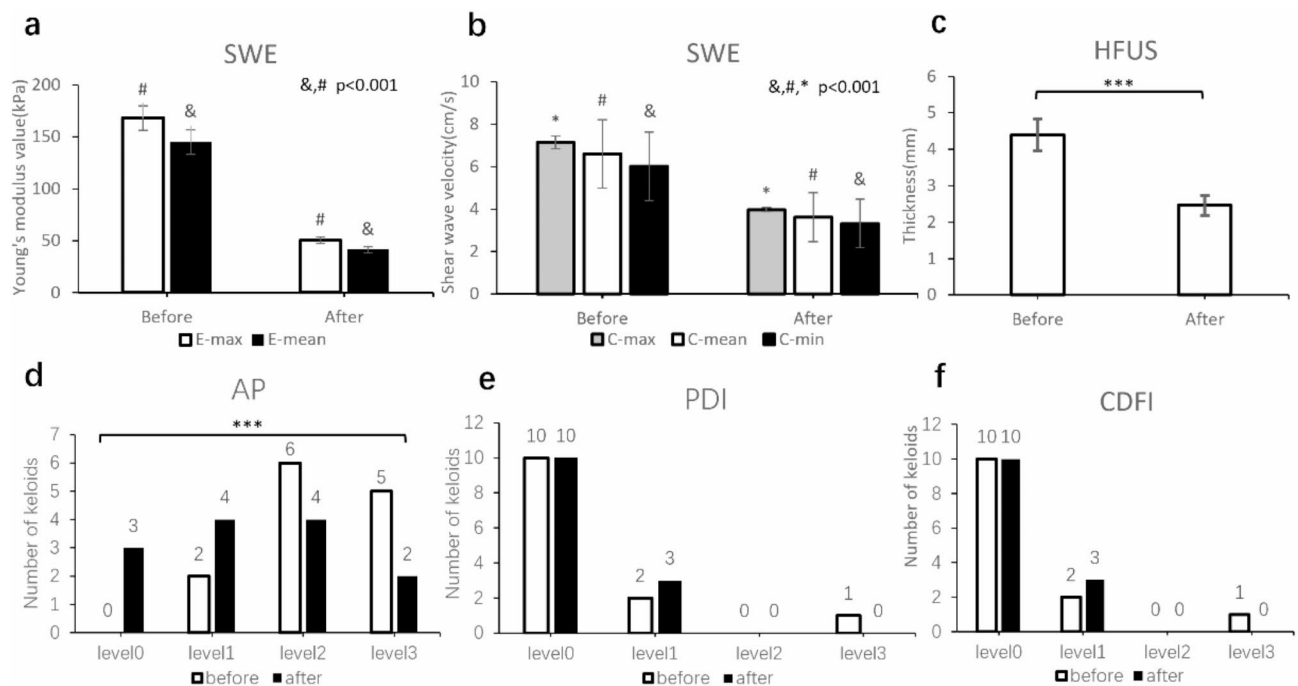 a
SWE
&,# p<0.001
Young's modulus value(kPa)
200
150
100
50
0
#
&
#
&
Before
After
E-max
E-mean
b
SWE
&,#,* p<0.001
Shear wave velocity(cm/s)
10
8
6
4
2
0
*
#
&
*
#
&
Before
After
C-max
C-mean
C-min
c
HFUS
***
Thickness(mm)
6
5
4
3
2
1
0
Before
After
d
AP
***
Number of keloids
7
6
5
4
3
2
1
0
0
3
2
4
6
4
5
2
level0
level1
level2
level3
before
after
e
PDI
Number of keloids
12
10
8
6
4
2
0
10
10
2
3
0
0
1
0
level0
level1
level2
level3
before
after
f
CDFI
Number of keloids
12
10
8
6
4
2
0
10
10
2
3
0
0
1
0
level0
level1
level2
level3
before
after